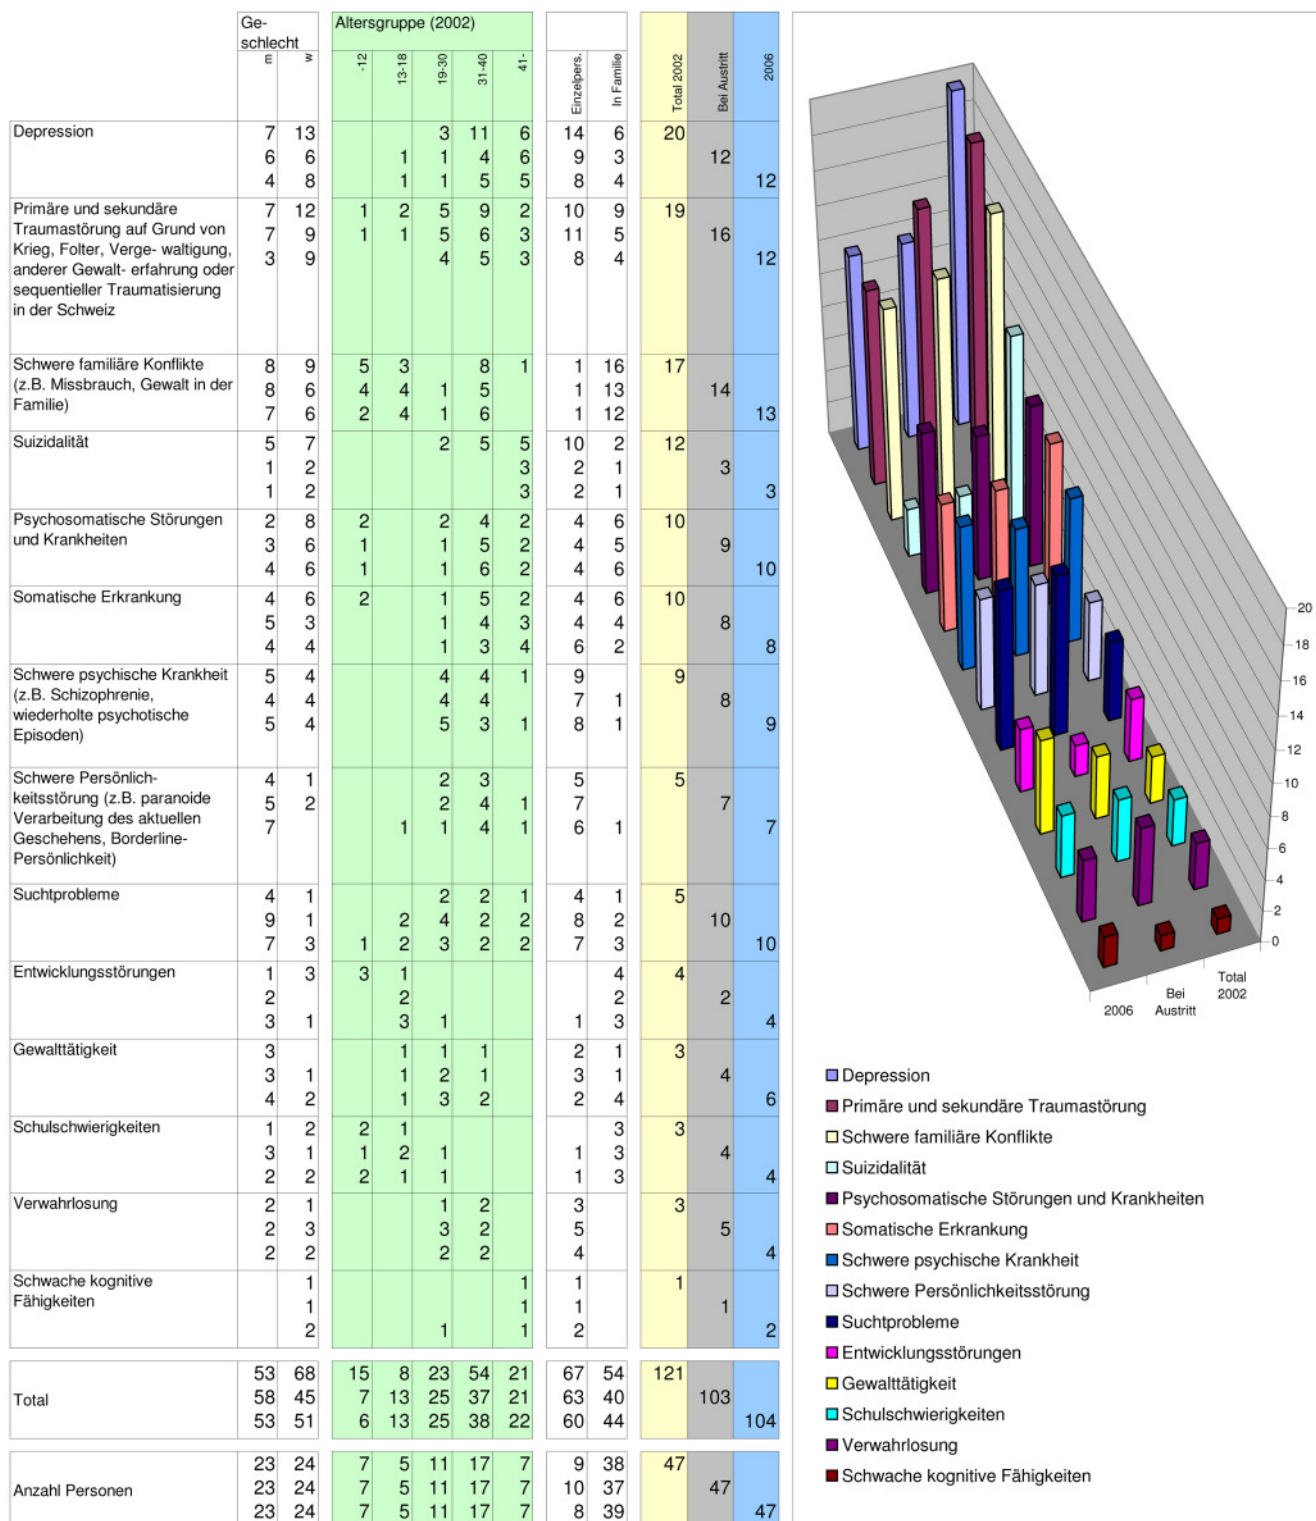 Ge-
schlecht
Altersgruppe (2002)
m w -12 13-18 19-30 31-40 41- Einzelpers. In Familie Total 2002 Bei Austritt 2006
Depression 7 13 3 11 6 14 6 20
6 6 1 1 4 6 9 3 12
4 8 1 1 5 5 8 4 12
Primäre und sekundäre 7 12 1 2 5 9 2 10 9 19
Traumastörung auf Grund von 7 9 1 1 5 6 3 11 5 16
Krieg, Folter, Verge- waltigung, 3 9 4 5 3 8 4 12
anderer Gewalt- erfahrung oder
sequentieller Traumatisierung
in der Schweiz
Schwere familiäre Konflikte 8 9 5 3 8 1 1 16 17
(z.B. Missbrauch, Gewalt in der 8 6 4 4 1 5 1 13 14
Familie) 7 6 2 4 1 6 1 12 13
Suizidalität 5 7 2 5 5 10 2 12
1 2 3 2 1 3
1 2 3 2 1 3
Psychosomatische Störungen 2 8 2 2 4 2 4 6 10
und Krankheiten 3 6 1 1 5 2 4 5 9
4 6 1 1 6 2 4 6 10
Somatische Erkrankung 4 6 2 1 5 2 4 6 10
5 3 1 4 3 4 4 8
4 4 1 3 4 6 2 8
Schwere psychische Krankheit 5 4 4 4 1 9 9
(z.B. Schizophrenie, 4 4 4 4 7 1 8
wiederholte psychotische 5 4 5 3 1 8 1 9
Episoden)
Schwere Persönlich- 4 1 2 3 5 5
keitsstörung (z.B. paranoide 5 2 2 4 1 7 7
Verarbeitung des aktuellen 7 1 1 4 1 6 1 7
Geschehens, Borderline-
Persönlichkeit)
Suchtprobleme 4 1 2 2 1 4 1 5
9 1 2 4 2 2 8 2 10
7 3 1 2 3 2 2 7 3 10
Entwicklungsstörungen 1 3 3 1 4 4
2 2 2 2
3 1 3 1 1 3 4
Gewalttätigkeit 3 1 1 1 2 1 3
3 1 1 2 1 3 1 4
4 2 1 3 2 2 4 6
Schulschwierigkeiten 1 2 2 1 3 3
3 1 1 2 1 1 3 4
2 2 2 1 1 1 3 4
Verwahrlosung 2 1 1 2 3 3
2 3 3 2 5 5
2 2 2 2 4 4
Schwache kognitive 1 1 1 1
Fähigkeiten 1 1 1 1
2 1 1 2 2
53 68 15 8 23 54 21 67 54 121
Total 58 45 7 13 25 37 21 63 40 103
53 51 6 13 25 38 22 60 44 104
23 24 7 5 11 17 7 9 38 47
Anzahl Personen 23 24 7 5 11 17 7 10 37 47
23 24 7 5 11 17 7 8 39 47
20
18
16
14
12
10
8
6
4
2
0
2006
Bei
Austritt
Total
2002
Depression
Primäre und sekundäre Traumastörung
Schwere familiäre Konflikte
Suizidalität
Psychosomatische Störungen und Krankheiten
Somatische Erkrankung
Schwere psychische Krankheit
Schwere Persönlichkeitsstörung
Suchtprobleme
Entwicklungsstörungen
Gewalttätigkeit
Schulschwierigkeiten
Verwahrlosung
Schwache kognitive Fähigkeiten